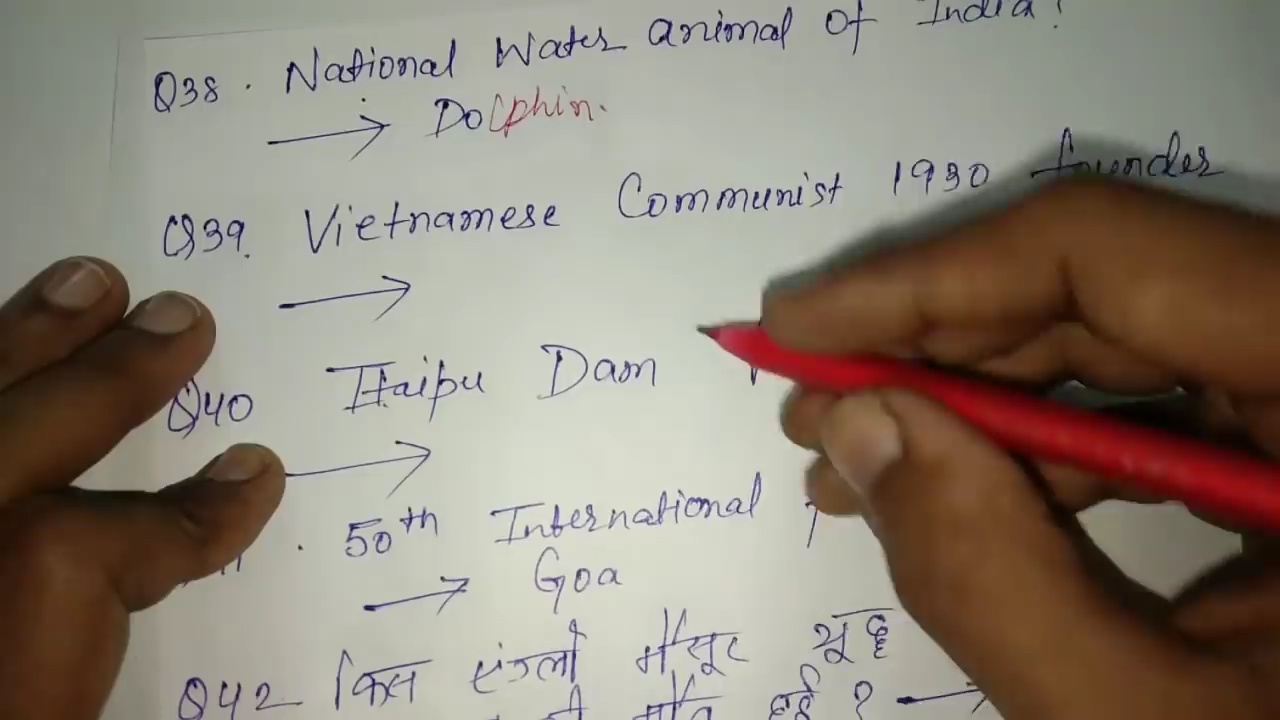 Q38. National Water animal of India?
→ Dolphin.
Q39. Vietnamese Communist 1930 founder
→
Q40 Itaipu Dam
→
50th International
→ Goa
Q42 किस एंग्लो मैसूर युद्ध
हुई ? →